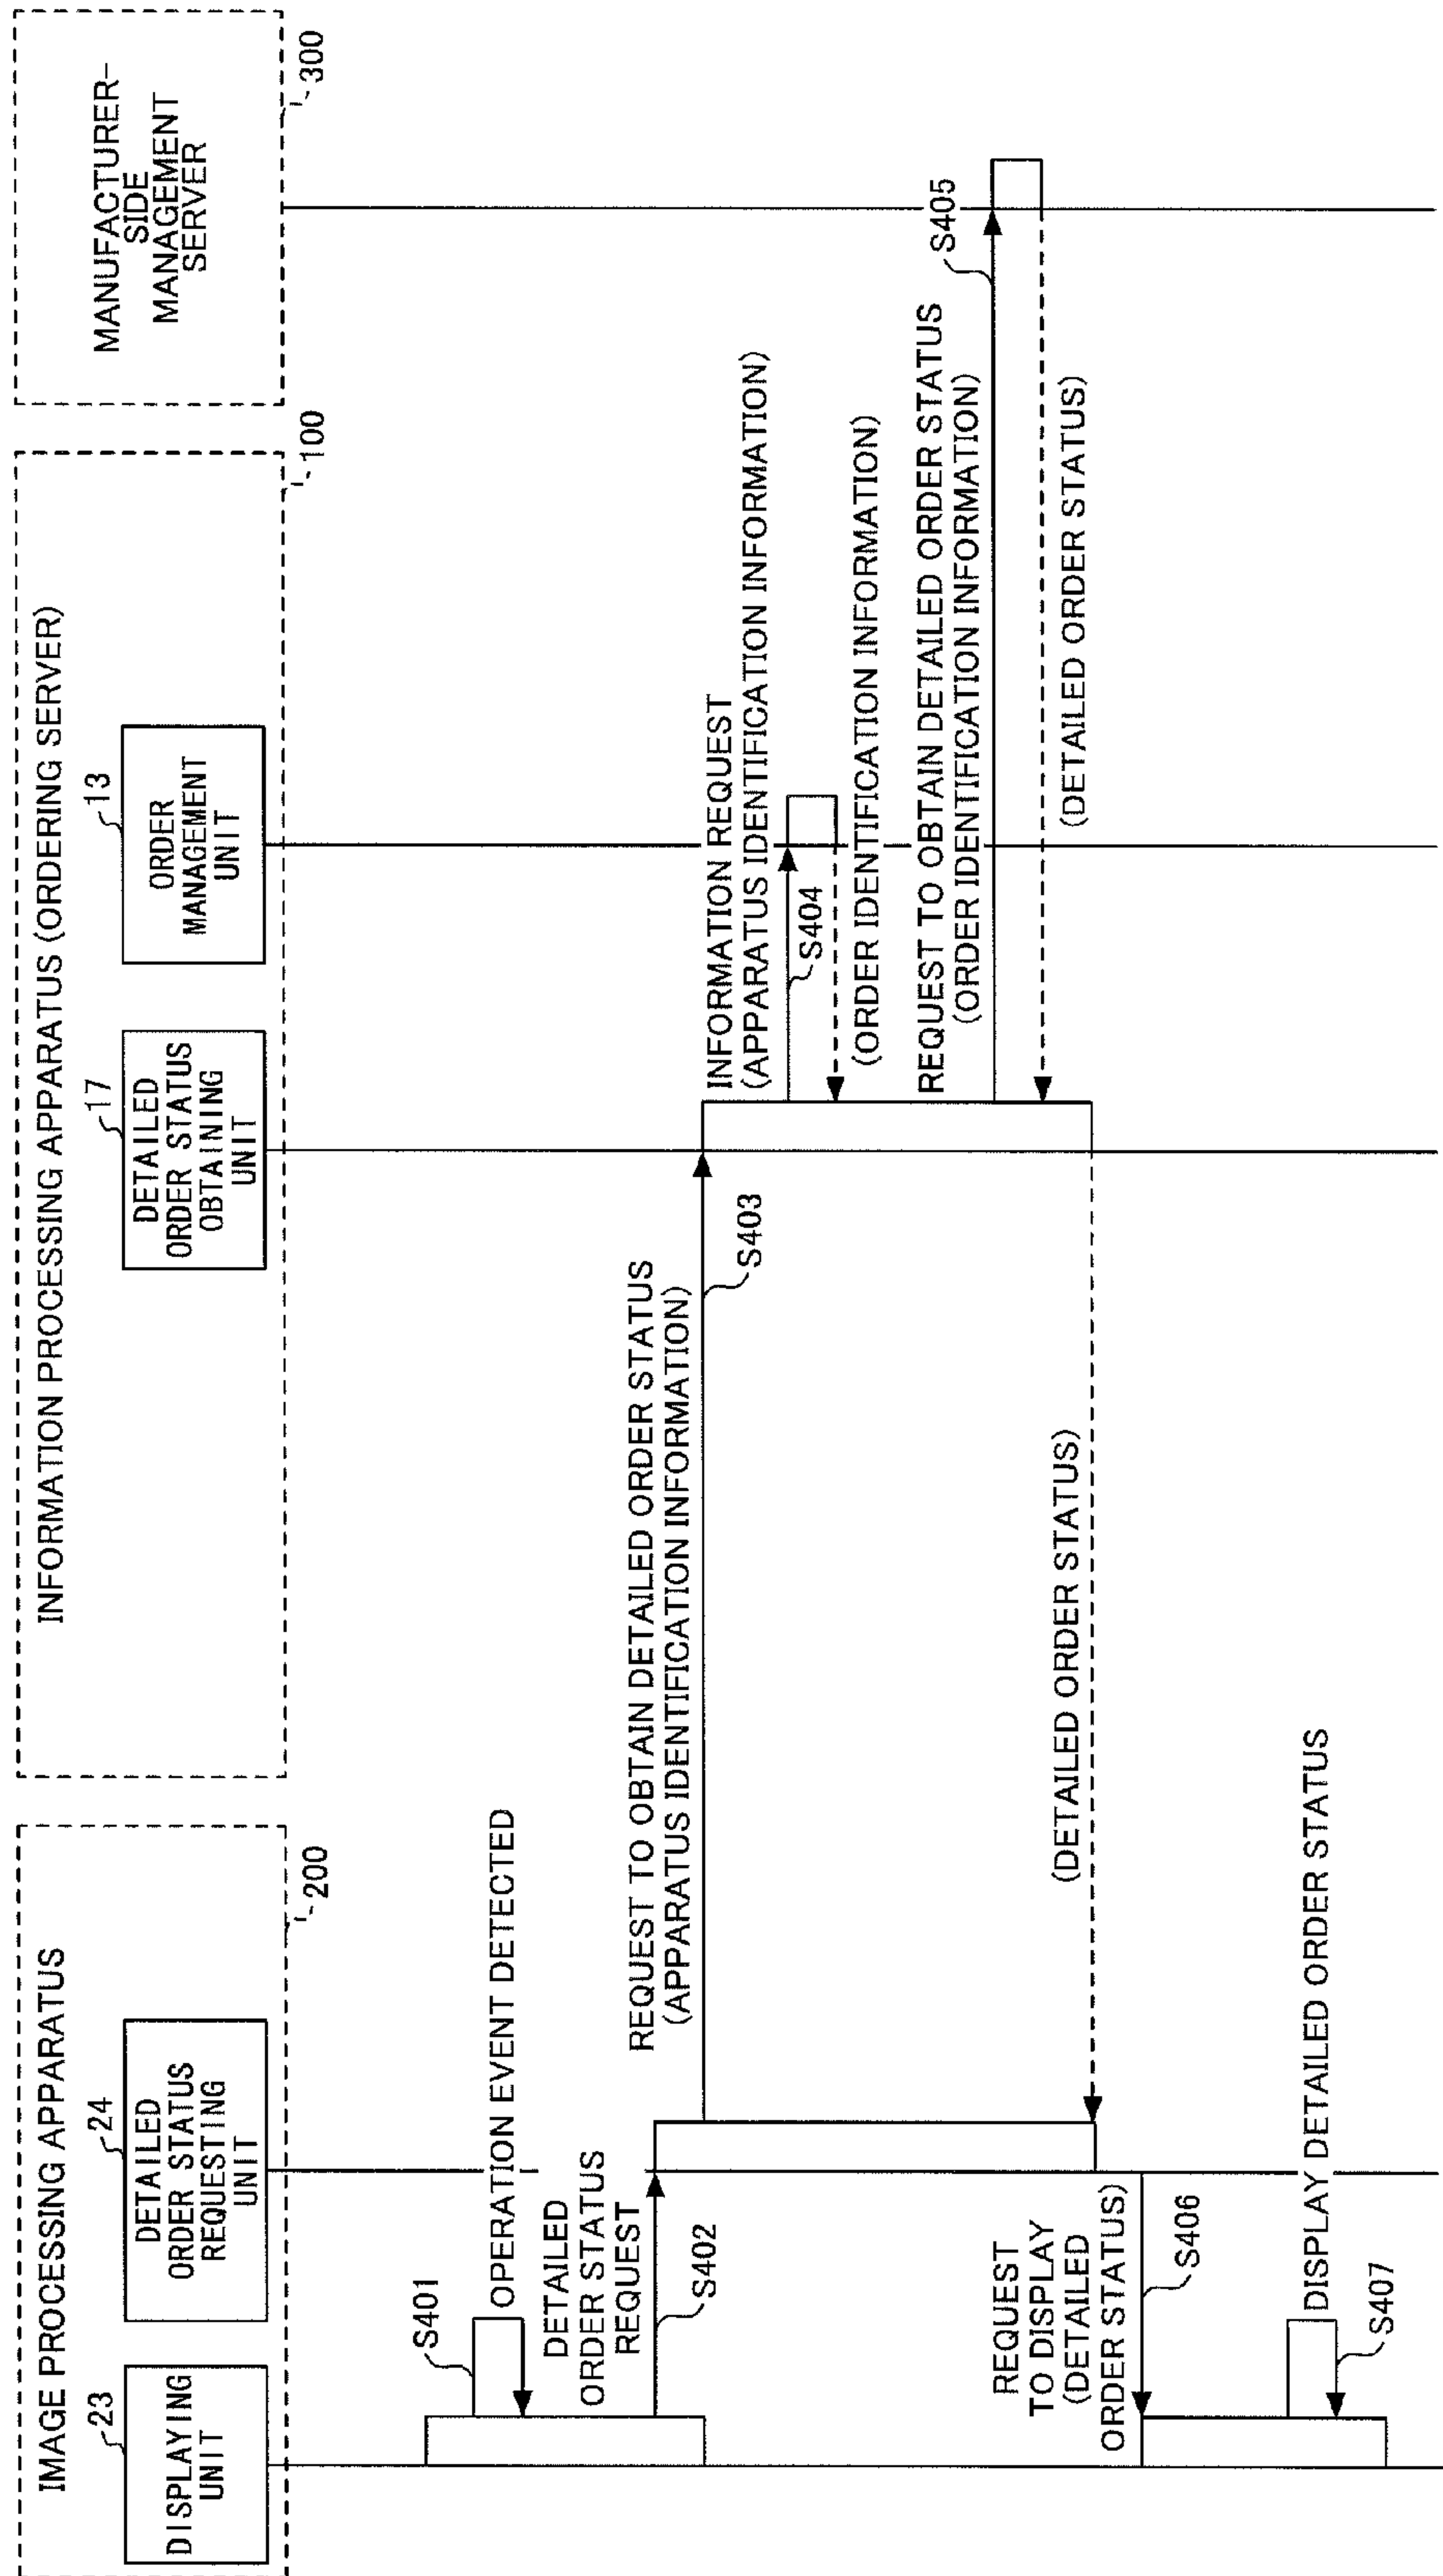 IMAGE PROCESSING APPARATUS
200
23
DISPLAYING
UNIT
24
DETAILED
ORDER STATUS
REQUESTING
UNIT
INFORMATION PROCESSING APPARATUS (ORDERING SERVER)
100
17
DETAILED
ORDER STATUS
OBTAINING
UNIT
13
ORDER
MANAGEMENT
UNIT
MANUFACTURER-
SIDE
MANAGEMENT
SERVER
300
S401
OPERATION EVENT DETECTED
DETAILED
ORDER STATUS
REQUEST
S402
REQUEST TO OBTAIN DETAILED ORDER STATUS
(APPARATUS IDENTIFICATION INFORMATION)
S403
INFORMATION REQUEST
(APPARATUS IDENTIFICATION INFORMATION)
S404
(ORDER IDENTIFICATION INFORMATION)
REQUEST TO OBTAIN DETAILED ORDER STATUS
(ORDER IDENTIFICATION INFORMATION)
S405
(DETAILED ORDER STATUS)
(DETAILED ORDER STATUS)
REQUEST
TO DISPLAY
(DETAILED
ORDER STATUS)
S406
DISPLAY DETAILED ORDER STATUS
S407